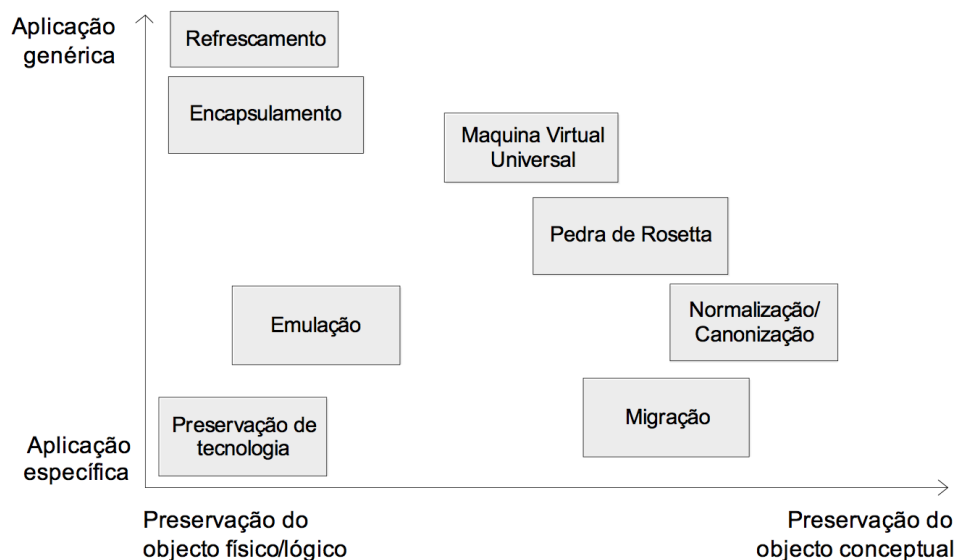 Aplicação
genérica
Refrescamento
Encapsulamento
Maquina Virtual
Universal
Pedra de Rosetta
Emulação
Normalização/
Canonização
Preservação de
tecnologia
Migração
Aplicação
específica
Preservação do
objecto físico/lógico
Preservação do
objecto conceptual